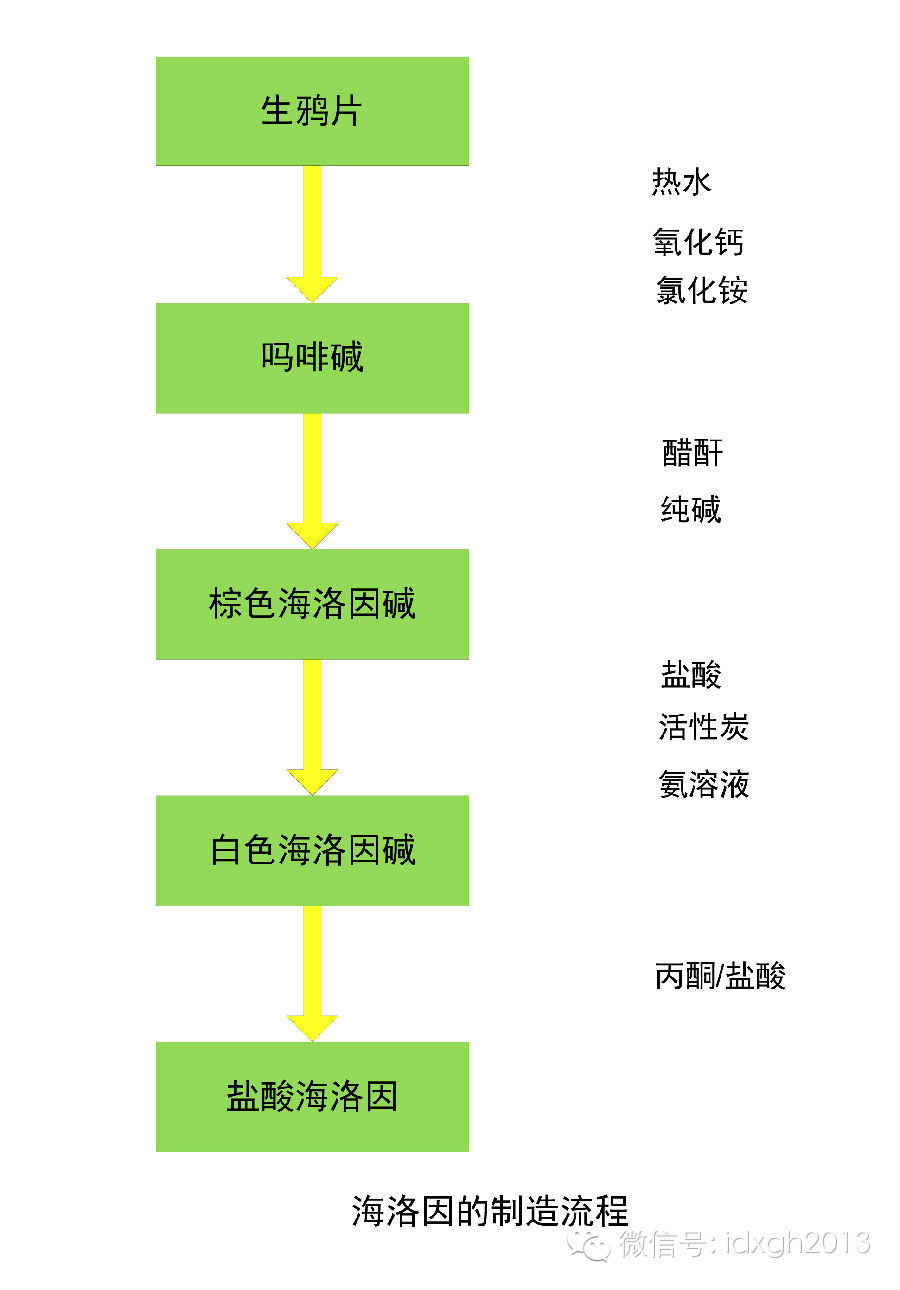 生鸦片
热水
氧化钙
氯化铵
吗啡碱
醋酐
纯碱
棕色海洛因碱
盐酸
活性炭
氨溶液
白色海洛因碱
丙酮/盐酸
盐酸海洛因
海洛因的制造流程
微信号: idxgh2013